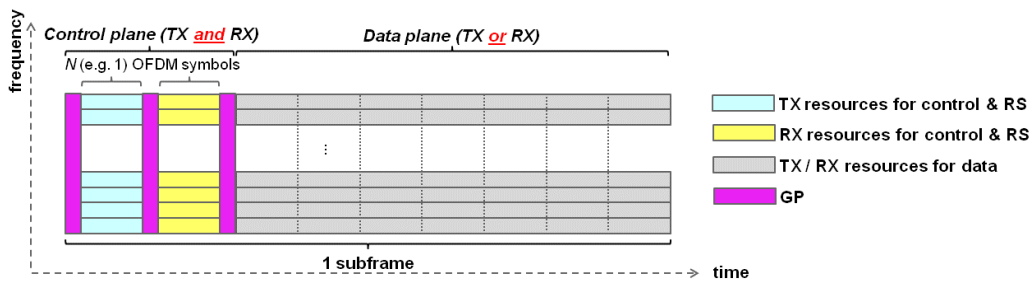 Control plane (TX and RX)
Data plane (TX or RX)
N (e.g. 1) OFDM symbols
frequency
⋮
TX resources for control & RS
RX resources for control & RS
TX / RX resources for data
GP
1 subframe
time